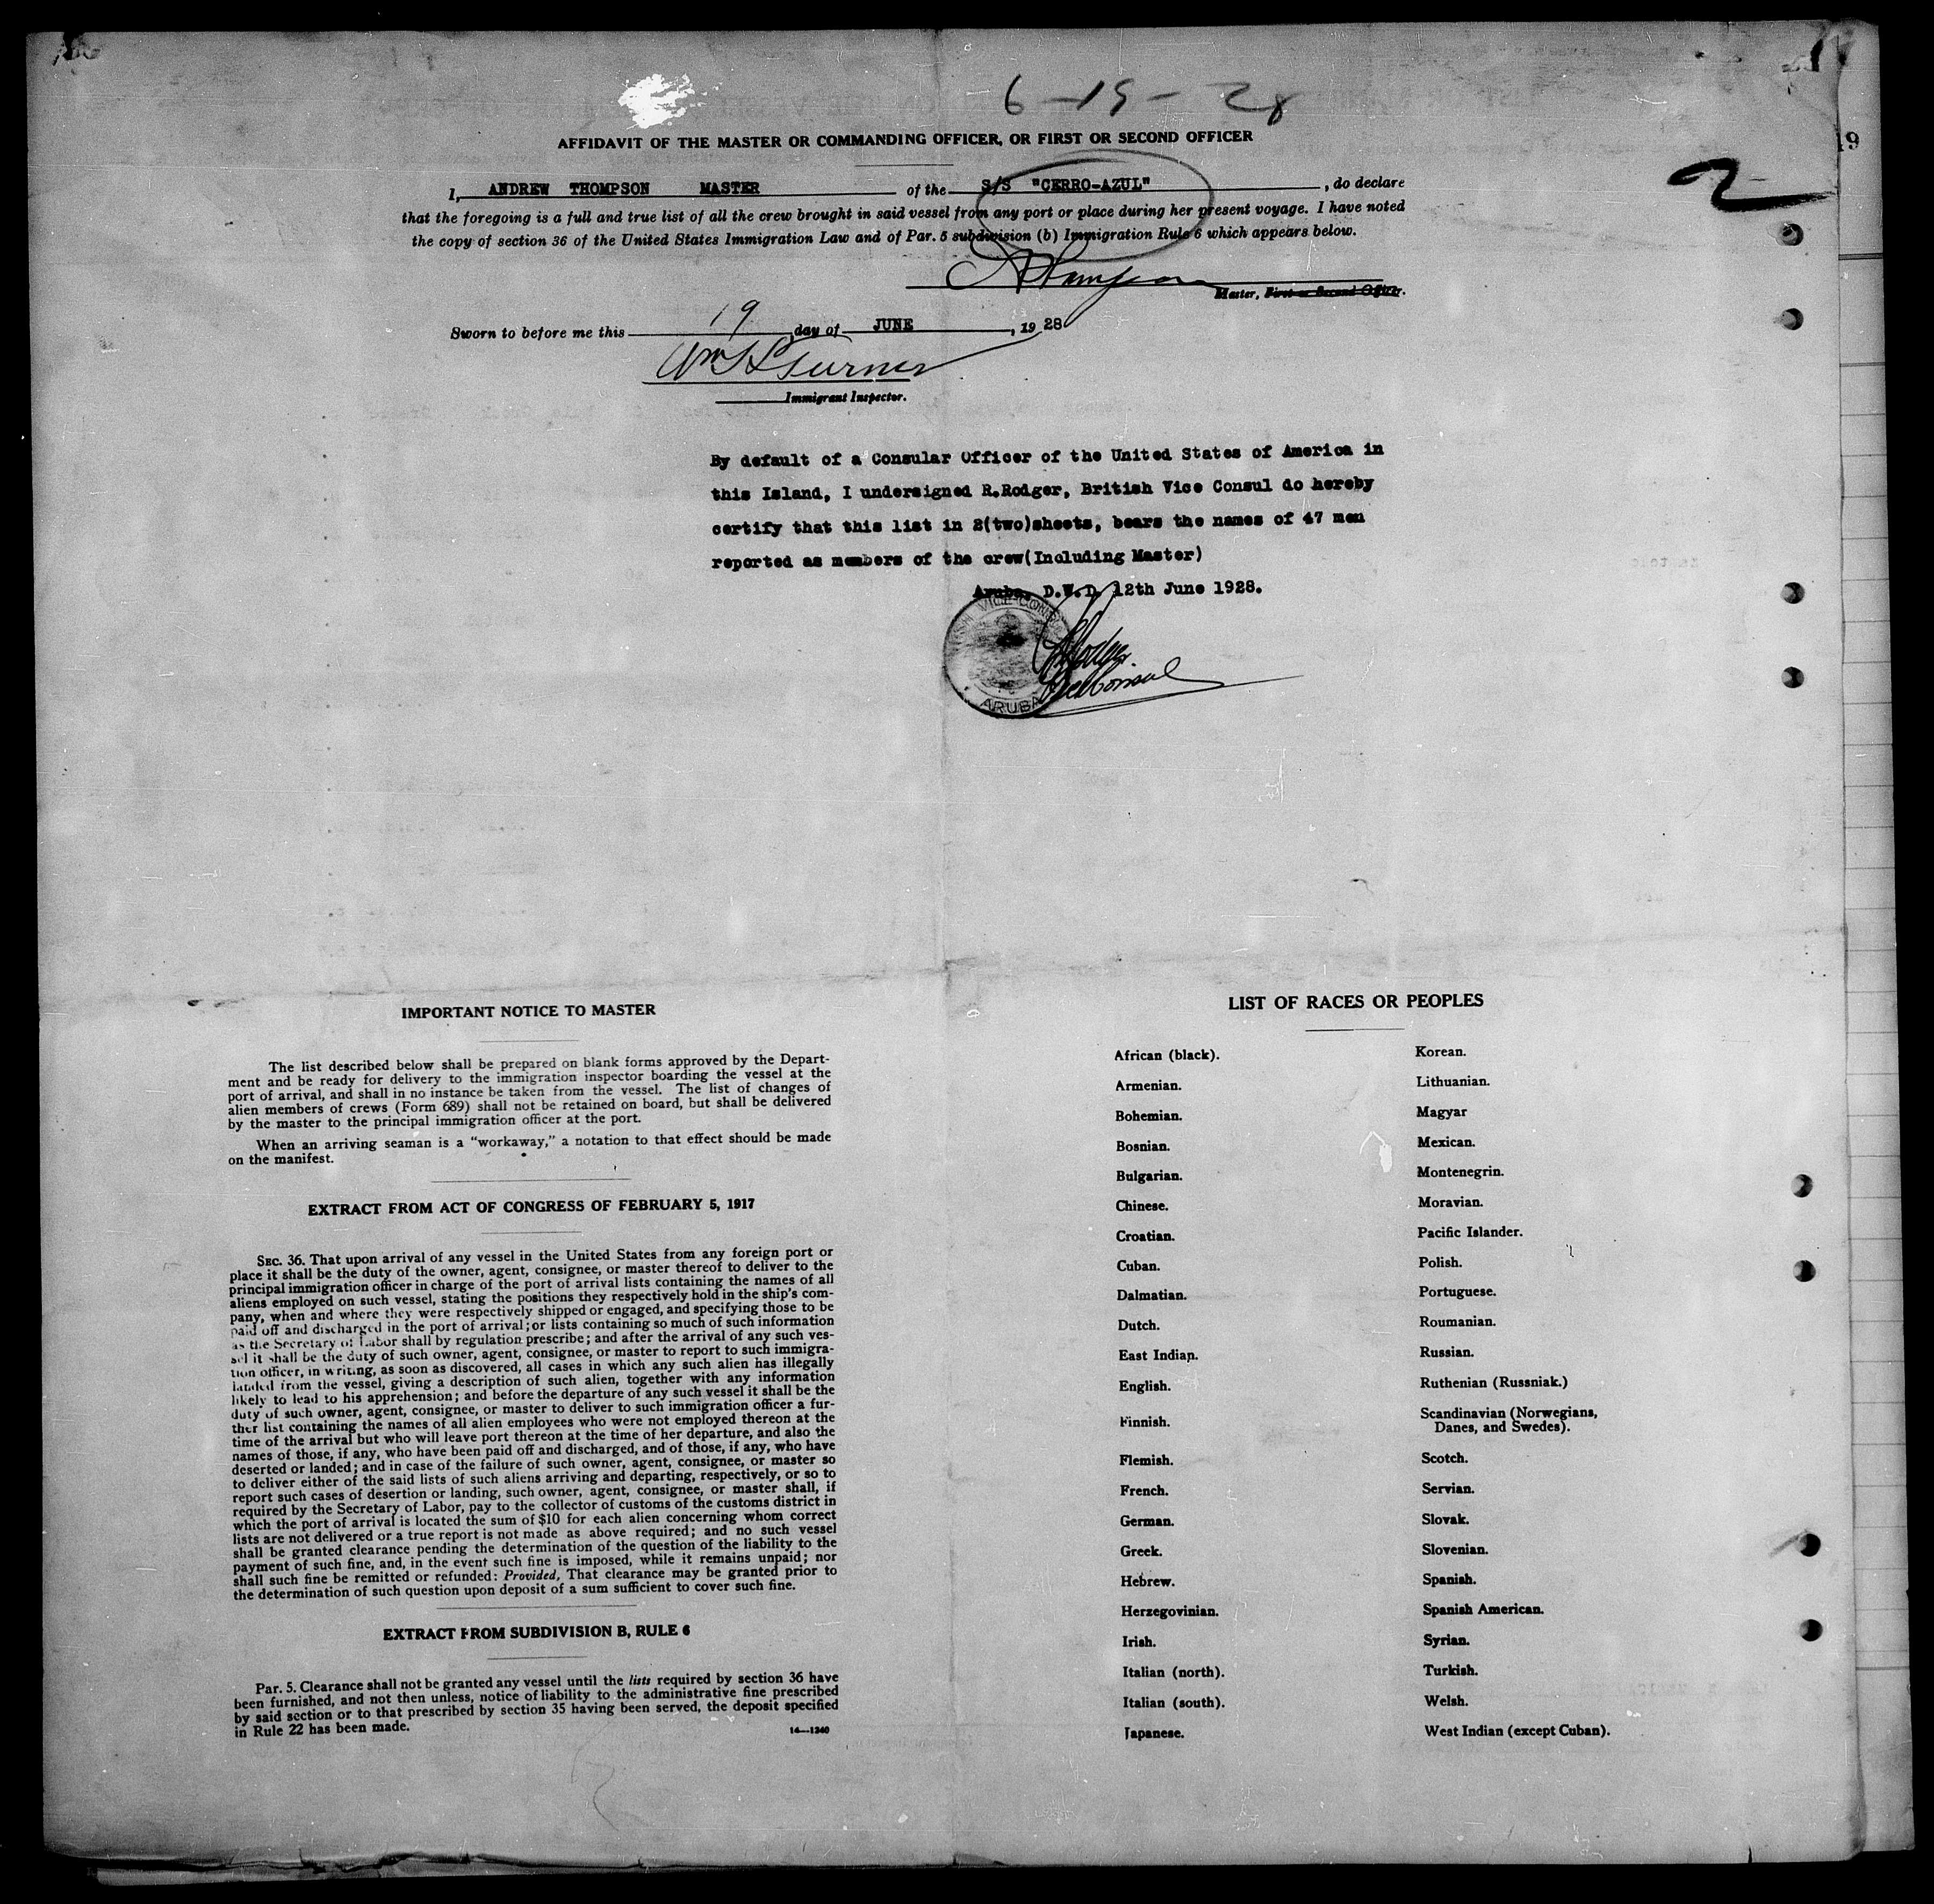 6-19-28
19
AFFIDAVIT OF THE MASTER OR COMMANDING OFFICER, OR FIRST OR SECOND OFFICER
2
I, ANDREW THOMPSON MASTER of the S/S "CERRO-AZUL", do declare
that the foregoing is a full and true list of all the crew brought in said vessel from any port or place during her present voyage. I have noted
the copy of section 36 of the United States Immigration Law and of Par. 5 subdivision (b) Immigration Rule 6 which appears below.
AThompson
Master, First or Second Officer.
Sworn to before me this 19 day of JUNE, 1928
Turner
Immigrant Inspector.
By default of a Consular Officer of the United States of America in
this Island, I undersigned R.Rodger, British Vice Consul do hereby
certify that this list in 2(two)sheets, bears the names of 47 men
reported as members of the crew(Including Master)
Aruba, D.W.I. 12th June 1928.
VICE-CONSUL
ARUBA
Rodger
Vice Consul
IMPORTANT NOTICE TO MASTER
The list described below shall be prepared on blank forms approved by the Depart-
ment and be ready for delivery to the immigration inspector boarding the vessel at the
port of arrival, and shall in no instance be taken from the vessel. The list of changes of
alien members of crews (Form 689) shall not be retained on board, but shall be delivered
by the master to the principal immigration officer at the port.
When an arriving seaman is a "workaway," a notation to that effect should be made
on the manifest.
EXTRACT FROM ACT OF CONGRESS OF FEBRUARY 5, 1917
SEC. 36. That upon arrival of any vessel in the United States from any foreign port or
place it shall be the duty of the owner, agent, consignee, or master thereof to deliver to the
principal immigration officer in charge of the port of arrival lists containing the names of all
aliens employed on such vessel, stating the positions they respectively hold in the ship's com-
pany, when and where they were respectively shipped or engaged, and specifying those to be
paid off and discharged in the port of arrival; or lists containing so much of such information
as the Secretary of Labor shall by regulation prescribe; and after the arrival of any such ves-
sel it shall be the duty of such owner, agent, consignee, or master to report to such immigra-
tion officer, in writing, as soon as discovered, all cases in which any such alien has illegally
landed from the vessel, giving a description of such alien, together with any information
likely to lead to his apprehension; and before the departure of any such vessel it shall be the
duty of such owner, agent, consignee, or master to deliver to such immigration officer a fur-
ther list containing the names of all alien employees who were not employed thereon at the
time of the arrival but who will leave port thereon at the time of her departure, and also the
names of those, if any, who have been paid off and discharged, and of those, if any, who have
deserted or landed; and in case of the failure of such owner, agent, consignee, or master so
to deliver either of the said lists of such aliens arriving and departing, respectively, or so to
report such cases of desertion or landing, such owner, agent, consignee, or master shall, if
required by the Secretary of Labor, pay to the collector of customs of the customs district in
which the port of arrival is located the sum of $10 for each alien concerning whom correct
lists are not delivered or a true report is not made as above required; and no such vessel
shall be granted clearance pending the determination of the question of the liability to the
payment of such fine, and, in the event such fine is imposed, while it remains unpaid; nor
shall such fine be remitted or refunded: Provided, That clearance may be granted prior to
the determination of such question upon deposit of a sum sufficient to cover such fine.
EXTRACT FROM SUBDIVISION B, RULE 6
Par. 5. Clearance shall not be granted any vessel until the lists required by section 36 have
been furnished, and not then unless, notice of liability to the administrative fine prescribed
by said section or to that prescribed by section 35 having been served, the deposit specified
in Rule 22 has been made.
14—1240
LIST OF RACES OR PEOPLES
African (black).
Armenian.
Bohemian.
Bosnian.
Bulgarian.
Chinese.
Croatian.
Cuban.
Dalmatian.
Dutch.
East Indian.
English.
Finnish.
Flemish.
French.
German.
Greek.
Hebrew.
Herzegovinian.
Irish.
Italian (north).
Italian (south).
Japanese.
Korean.
Lithuanian.
Magyar
Mexican.
Montenegrin.
Moravian.
Pacific Islander.
Polish.
Portuguese.
Roumanian.
Russian.
Ruthenian (Russniak.)
Scandinavian (Norwegians,
Danes, and Swedes).
Scotch.
Servian.
Slovak.
Slovenian.
Spanish.
Spanish American.
Syrian.
Turkish.
Welsh.
West Indian (except Cuban).